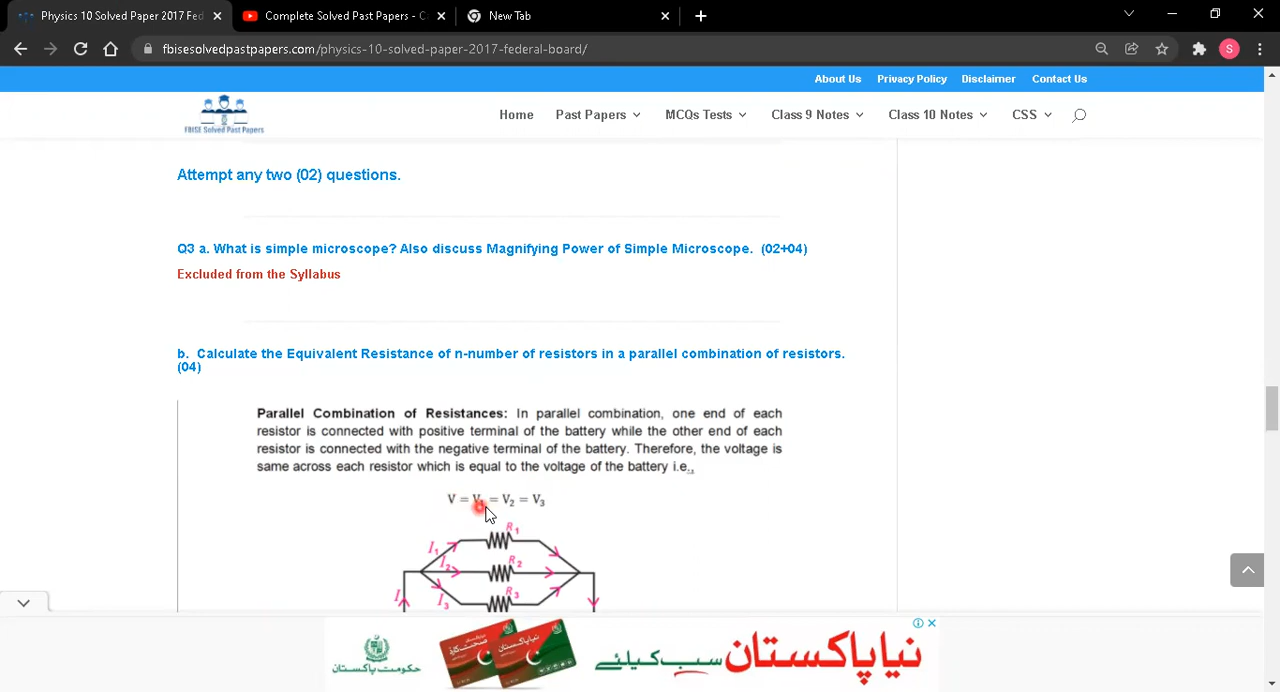 Physics 10 Solved Paper 2017 Fed
Complete Solved Past Papers - C
New Tab
fbisesolvedpastpapers.com/physics-10-solved-paper-2017-federal-board/
S
About Us Privacy Policy Disclaimer Contact Us
FBISE Solved Past Papers
Home Past Papers MCQs Tests Class 9 Notes Class 10 Notes CSS
Attempt any two (02) questions.
Q3 a. What is simple microscope? Also discuss Magnifying Power of Simple Microscope. (02+04)
Excluded from the Syllabus
b. Calculate the Equivalent Resistance of n-number of resistors in a parallel combination of resistors.
(04)
Parallel Combination of Resistances: In parallel combination, one end of each
resistor is connected with positive terminal of the battery while the other end of each
resistor is connected with the negative terminal of the battery. Therefore, the voltage is
same across each resistor which is equal to the voltage of the battery i.e.,
V = V₁ = V₂ = V₃
R₁
I₁
R₂
I₂
R₃
I₃
I
حکومت پاکستان
نیا پاکستان
سب کیلئے